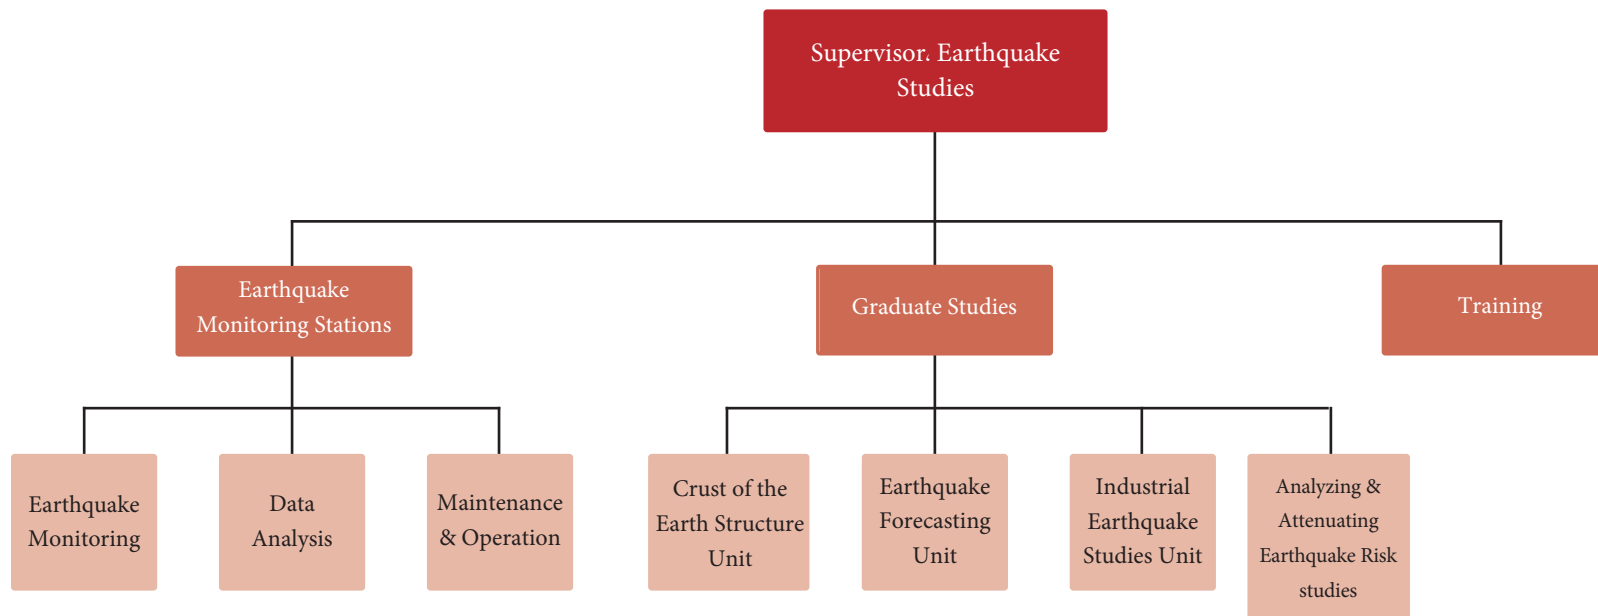 Supervisor، Earthquake
Studies
Earthquake
Monitoring Stations
Graduate Studies
Training
Earthquake
Monitoring
Data
Analysis
Maintenance
& Operation
Crust of the
Earth Structure
Unit
Earthquake
Forecasting
Unit
Industrial
Earthquake
Studies Unit
Analyzing &
Attenuating
Earthquake Risk
studies